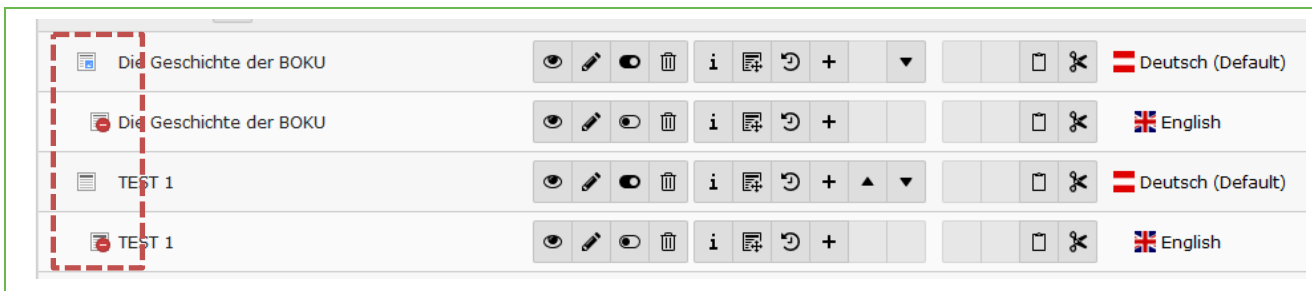 Die Geschichte der BOKU Deutsch (Default)
Die Geschichte der BOKU English
TEST 1 Deutsch (Default)
TEST 1 English